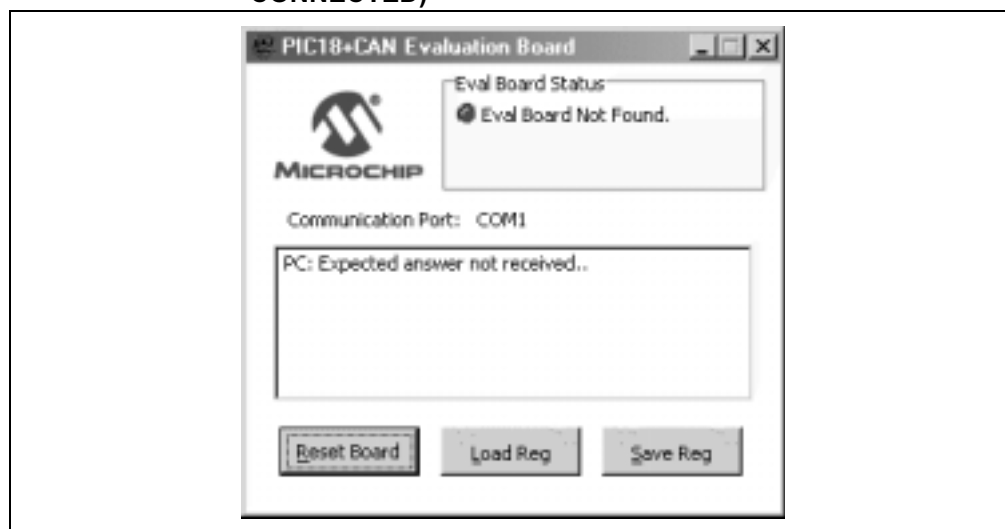 CONNECTED)
PIC18+CAN Evaluation Board
Eval Board Status
Eval Board Not Found.
MICROCHIP
Communication Port: COM1
PC: Expected answer not received..
Reset Board Load Reg Save Reg